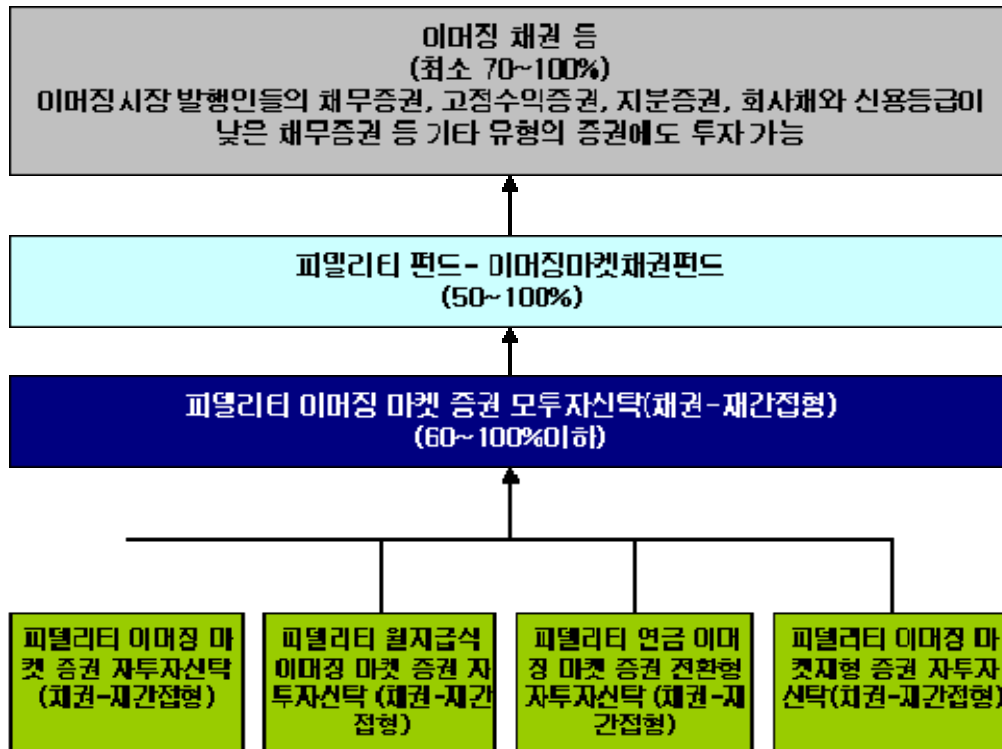 이머징 채권 등
(최소 70~100%)
이머징시장 발행인들의 채무증권, 고정수익증권, 지분증권, 회사채와 신용등급이
낮은 채무증권 등 기타 유형의 증권에도 투자 가능
피델리티 펀드- 이머징마켓채권펀드
(50~100%)
피델리티 이머징 마켓 증권 모투자신탁(채권-재간접형)
(60~100%이하)
피델리티 이머징 마
켓 증권 자투자신탁
(채권-재간접형)
피델리티 월지급식
이머징 마켓 증권 자
투자신탁 (채권-재간
접형)
피델리티 연금 이머
징 마켓 증권 전환형
자투자신탁 (채권-재
간접형)
피델리티 이머징 마
켓재형 증권 자투자
신탁(채권-재간접형)